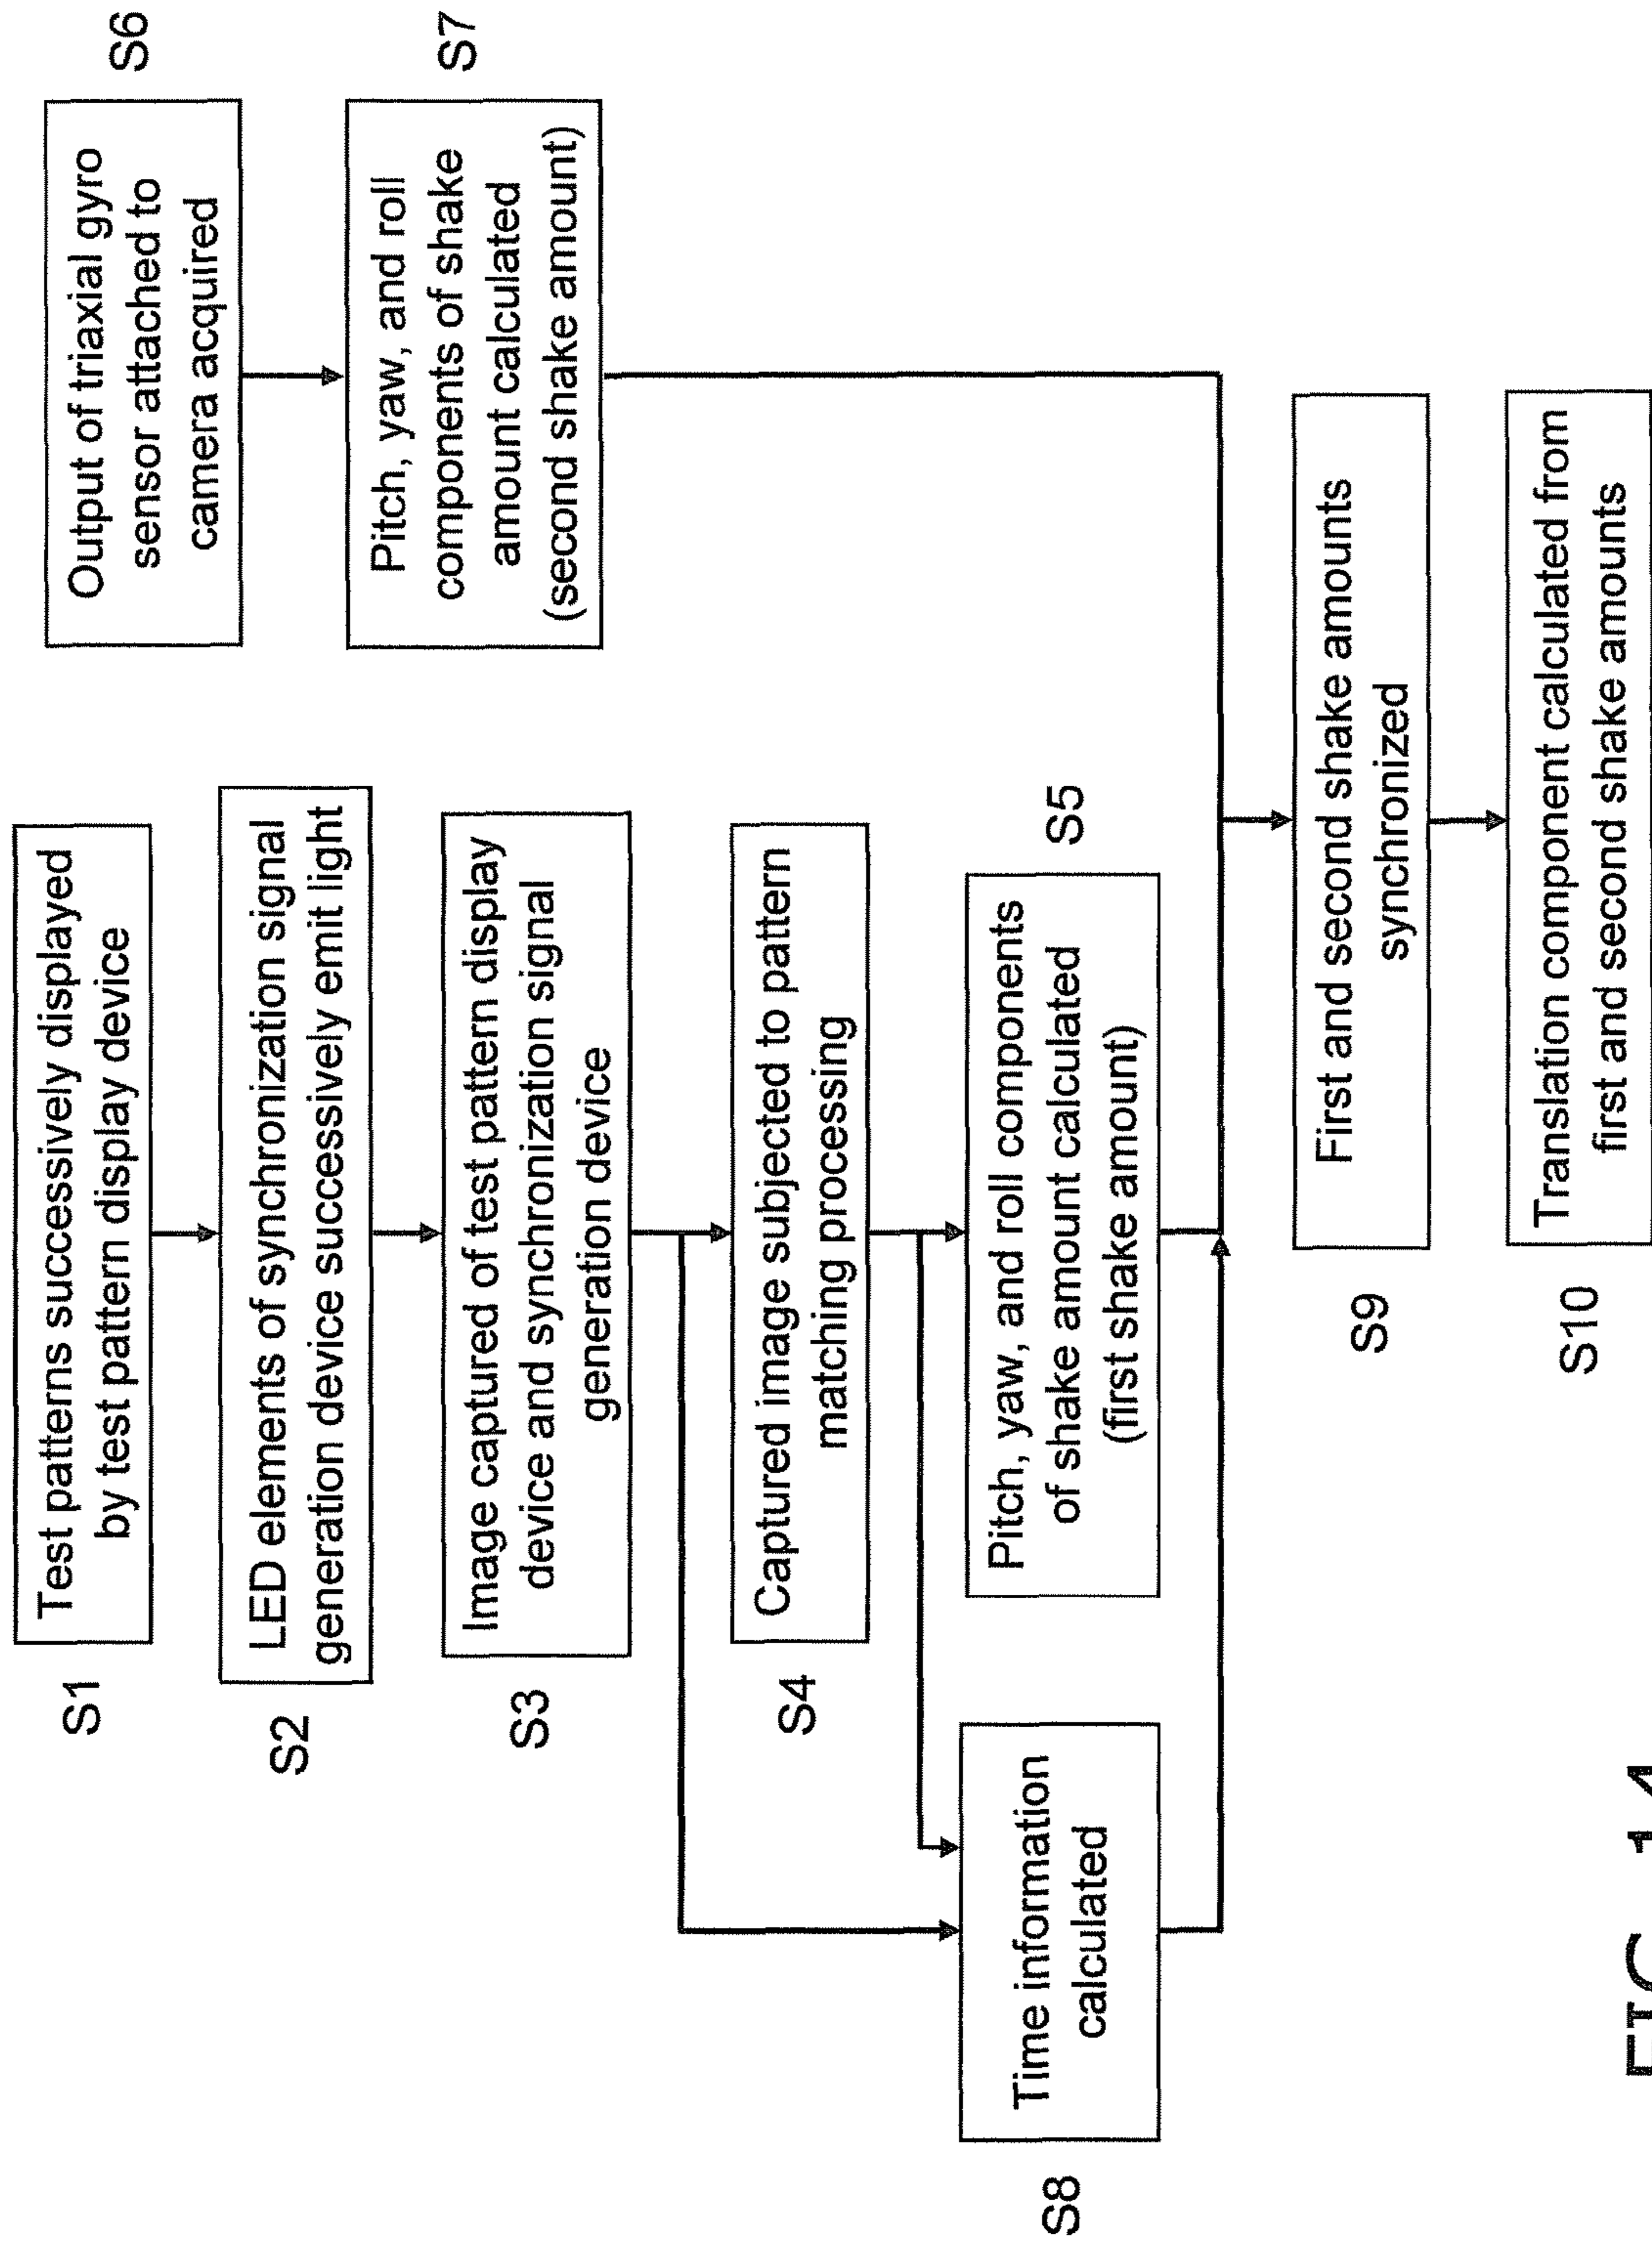 S1
Test patterns successively displayed
by test pattern display device
S2
LED elements of synchronization signal
generation device successively emit light
S3
Image captured of test pattern display
device and synchronization signal
generation device
S4
Captured image subjected to pattern
matching processing
S5
Pitch, yaw, and roll components
of shake amount calculated
(first shake amount)
S6
Output of triaxial gyro
sensor attached to
camera acquired
S7
Pitch, yaw, and roll
components of shake
amount calculated
(second shake amount)
S8
Time information
calculated
S9
First and second shake amounts
synchronized
S10
Translation component calculated from
first and second shake amounts
FIG. 14